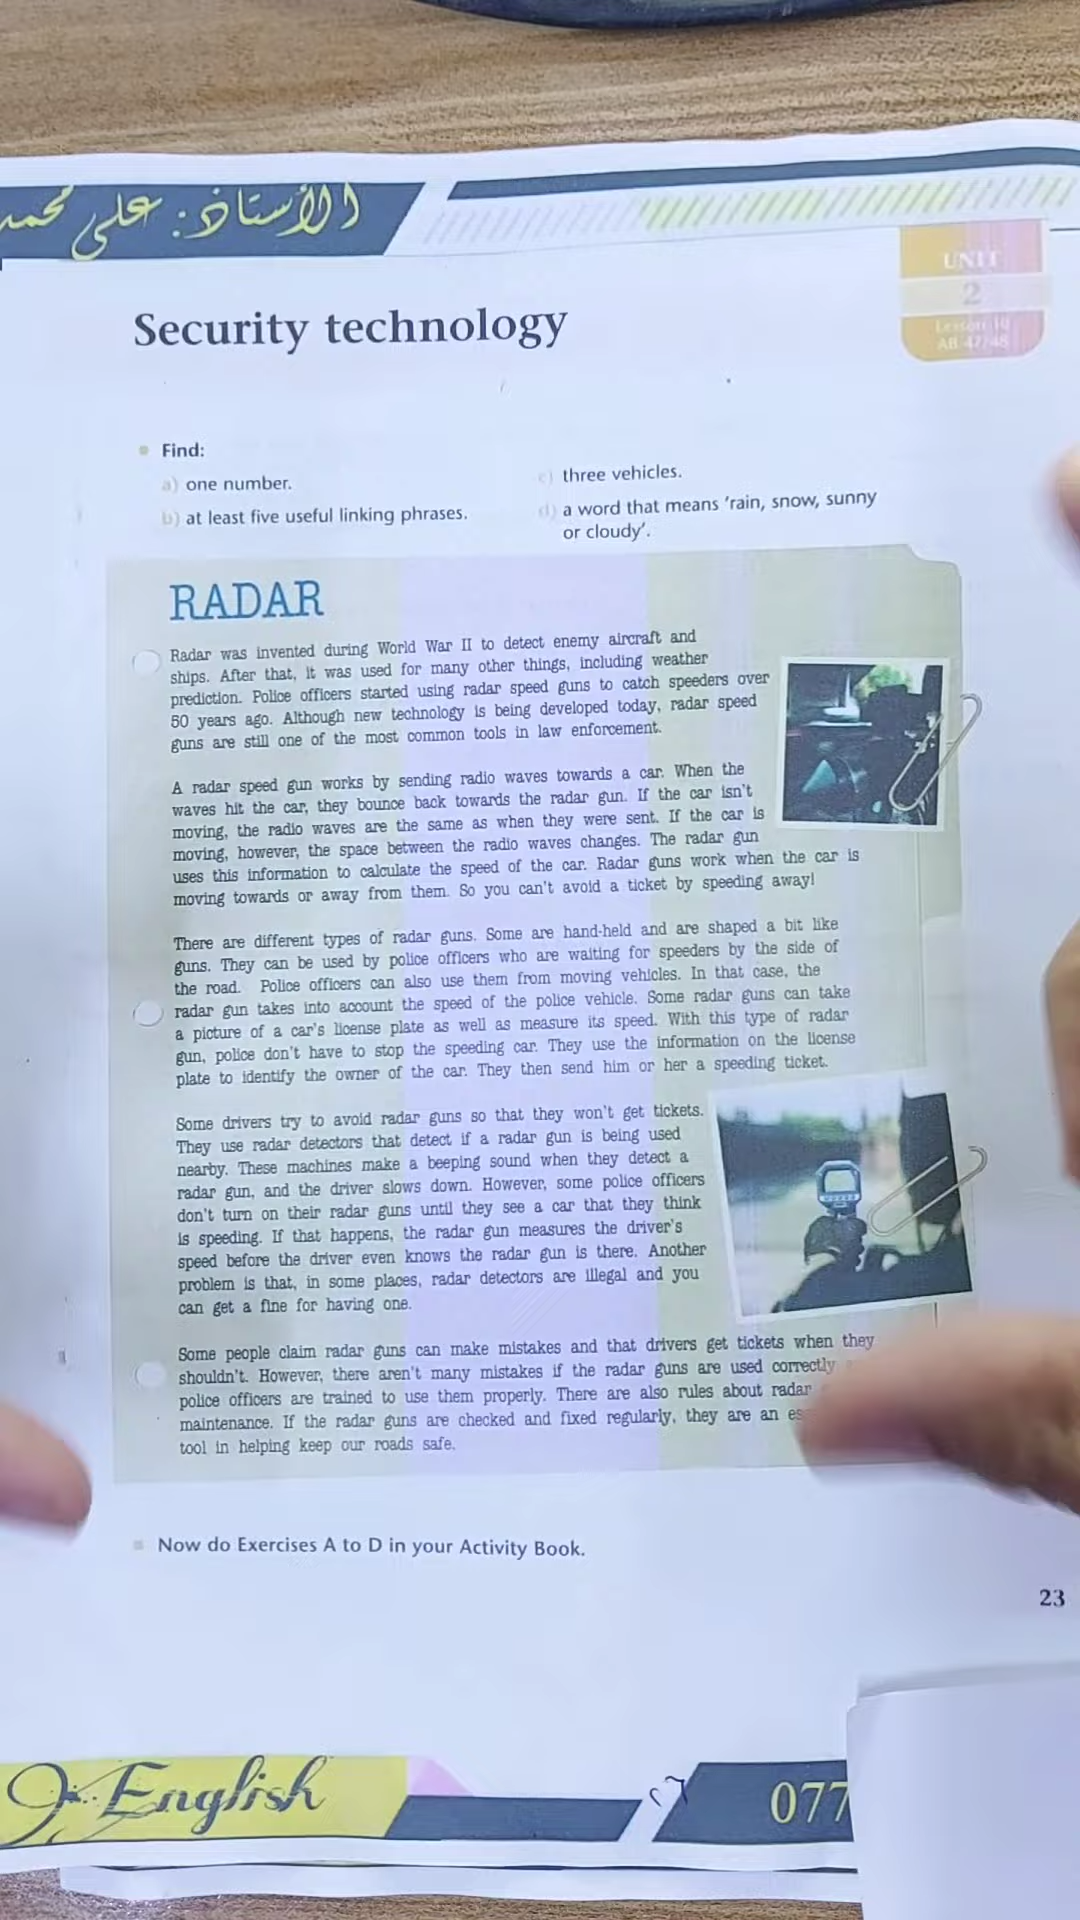 الأستاذ: علي محمد
UNIT
2
Lesson 10
AB 47/48
Security technology
Find:
a) one number.
b) at least five useful linking phrases.
c) three vehicles.
d) a word that means ‘rain, snow, sunny
or cloudy’.
RADAR
Radar was invented during World War II to detect enemy aircraft and
ships. After that, it was used for many other things, including weather
prediction. Police officers started using radar speed guns to catch speeders over
50 years ago. Although new technology is being developed today, radar speed
guns are still one of the most common tools in law enforcement.
A radar speed gun works by sending radio waves towards a car. When the
waves hit the car, they bounce back towards the radar gun. If the car isn’t
moving, the radio waves are the same as when they were sent. If the car is
moving, however, the space between the radio waves changes. The radar gun
uses this information to calculate the speed of the car. Radar guns work when the car is
moving towards or away from them. So you can’t avoid a ticket by speeding away!
There are different types of radar guns. Some are hand-held and are shaped a bit like
guns. They can be used by police officers who are waiting for speeders by the side of
the road. Police officers can also use them from moving vehicles. In that case, the
radar gun takes into account the speed of the police vehicle. Some radar guns can take
a picture of a car’s license plate as well as measure its speed. With this type of radar
gun, police don’t have to stop the speeding car. They use the information on the license
plate to identify the owner of the car. They then send him or her a speeding ticket.
Some drivers try to avoid radar guns so that they won’t get tickets.
They use radar detectors that detect if a radar gun is being used
nearby. These machines make a beeping sound when they detect a
radar gun, and the driver slows down. However, some police officers
don’t turn on their radar guns until they see a car that they think
is speeding. If that happens, the radar gun measures the driver’s
speed before the driver even knows the radar gun is there. Another
problem is that, in some places, radar detectors are illegal and you
can get a fine for having one.
Some people claim radar guns can make mistakes and that drivers get tickets when they
shouldn’t. However, there aren’t many mistakes if the radar guns are used correctly
police officers are trained to use them properly. There are also rules about radar
maintenance. If the radar guns are checked and fixed regularly, they are an
tool in helping keep our roads safe.
Now do Exercises A to D in your Activity Book.
23
English
077